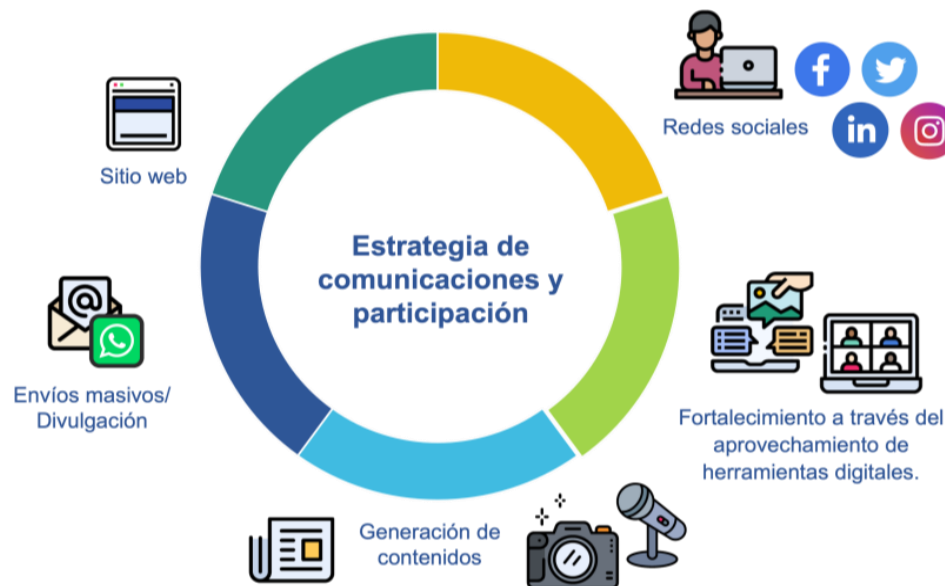 Estrategia de
comunicaciones y
participación
Redes sociales
f
in
Fortalecimiento a través del
aprovechamiento de
herramientas digitales.
Generación de
contenidos
Envíos masivos/
Divulgación
@
Sitio web